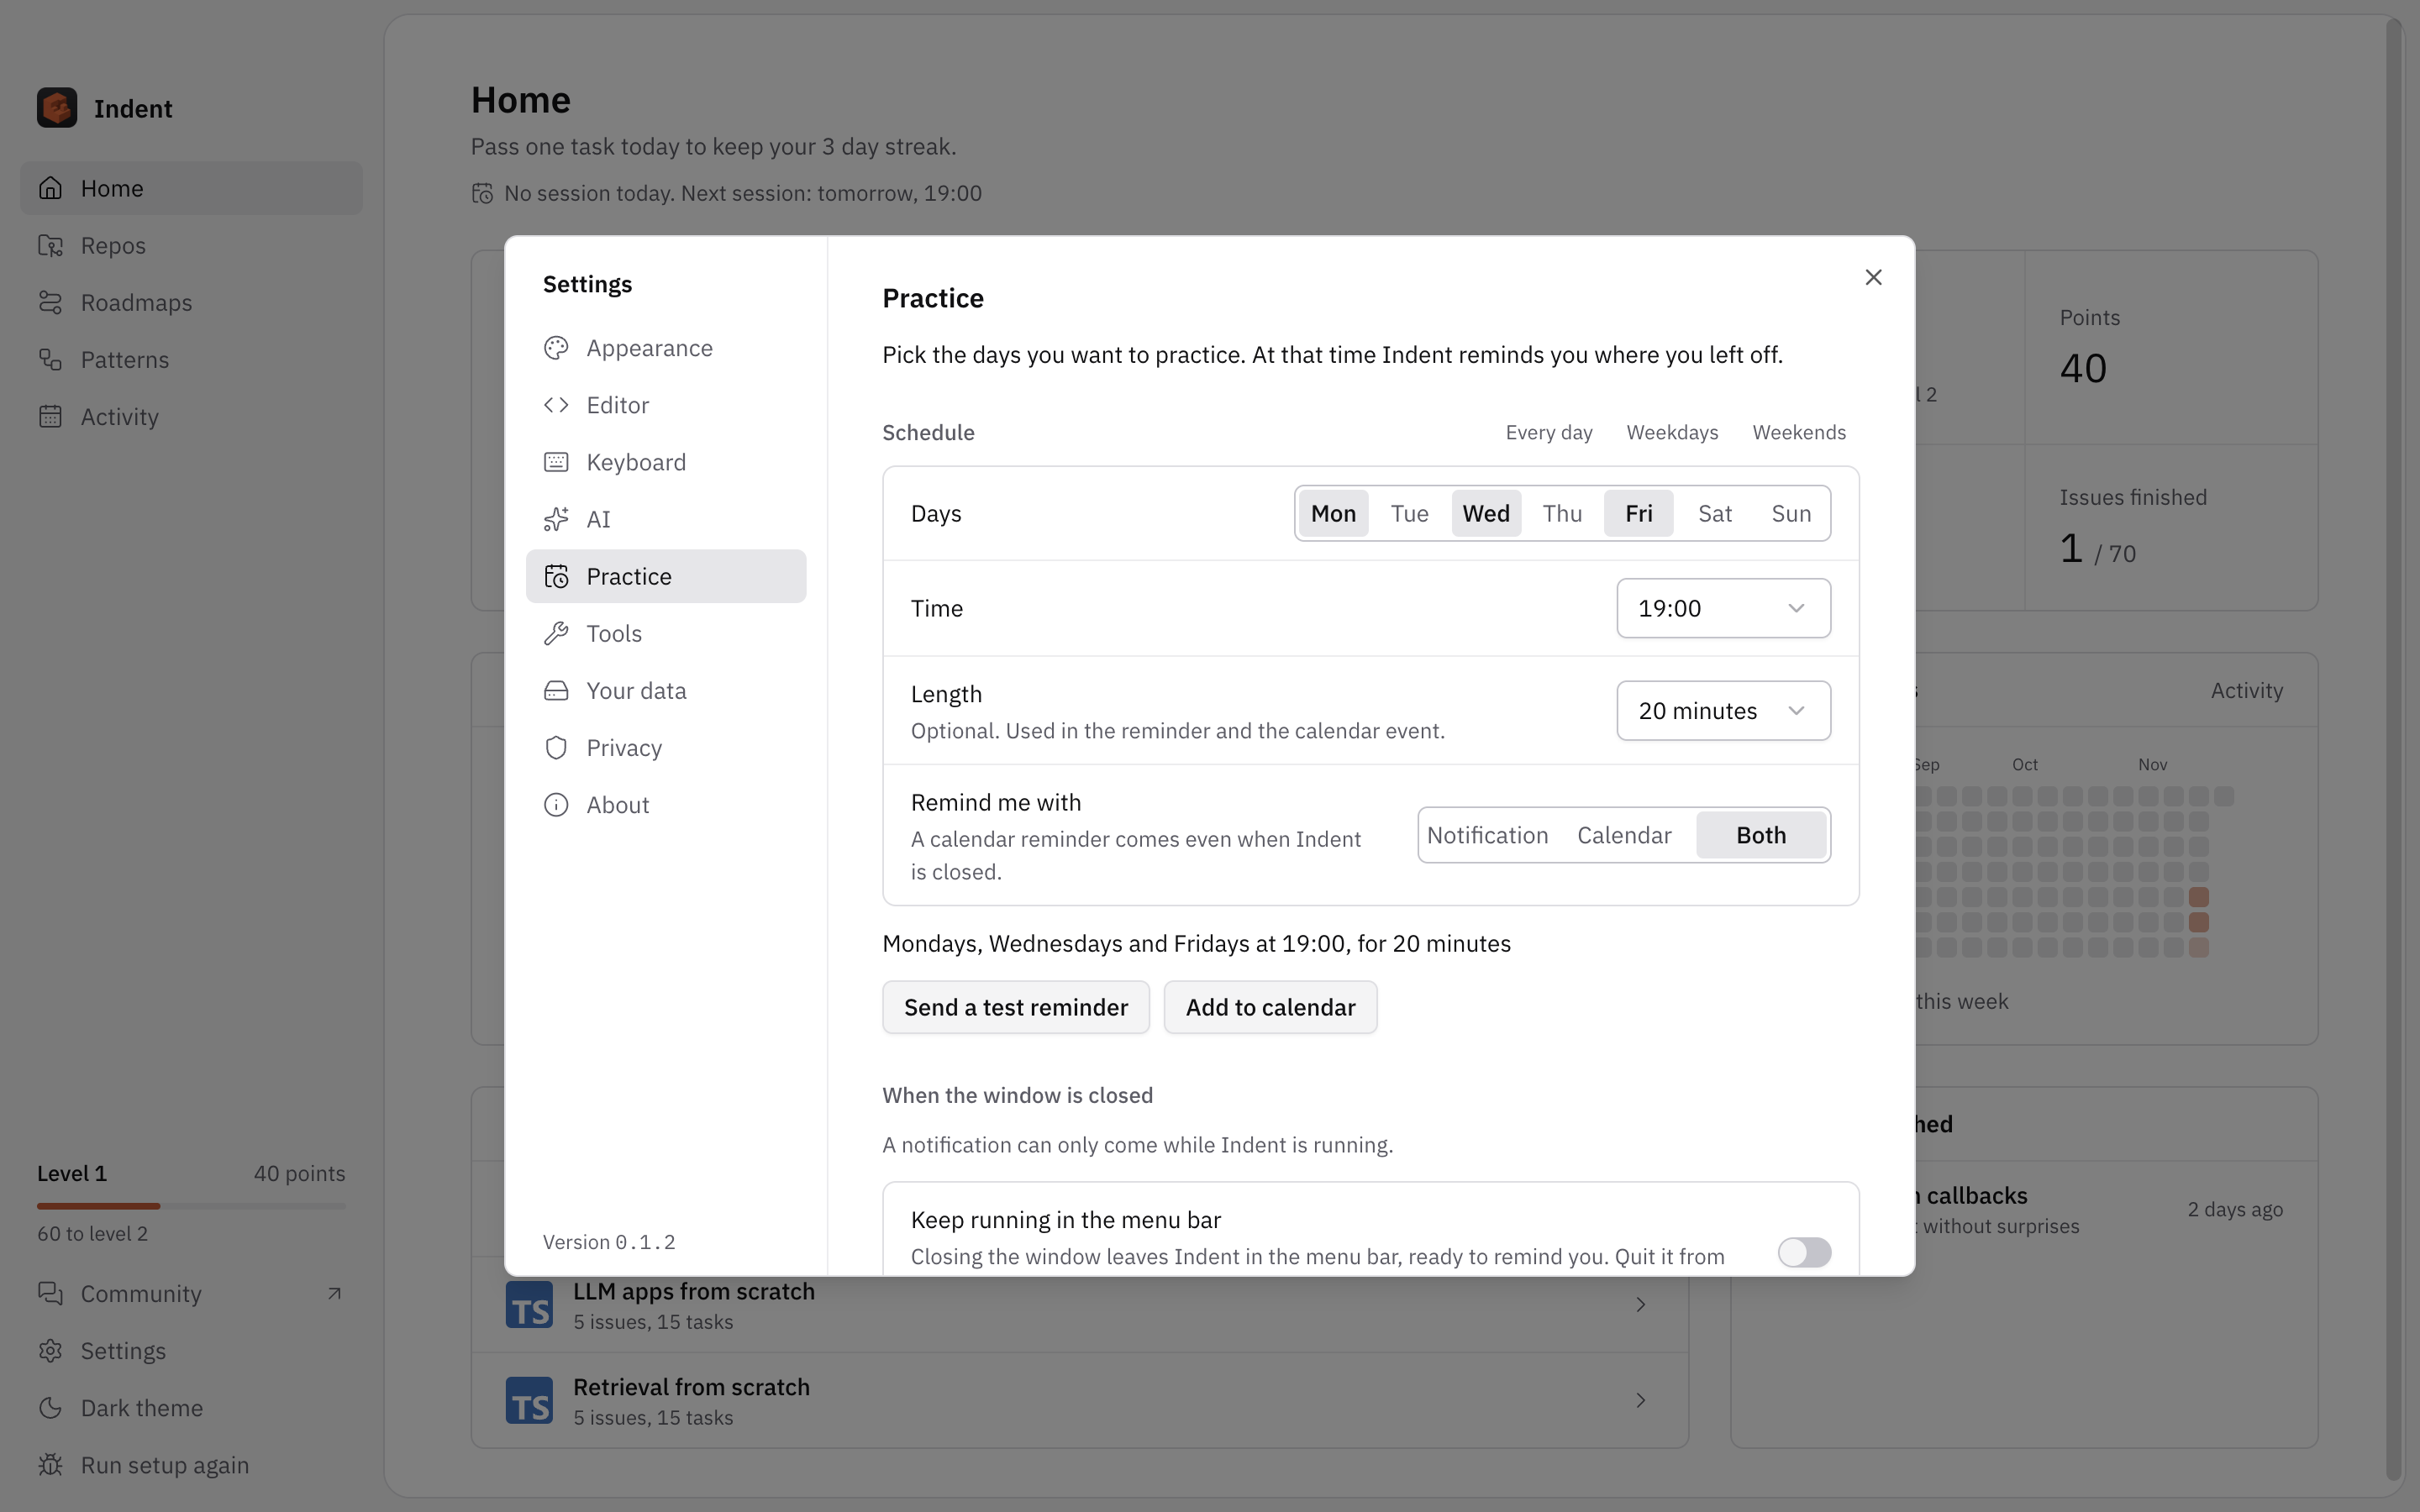 Indent
Home
Repos
Roadmaps
Patterns
Activity
Level 1
40 points
60 to level 2
Community
Settings
Dark theme
Run setup again
Home
Pass one task today to keep your 3 day streak.
No session today. Next session: tomorrow, 19:00
Settings
Appearance
Editor
Keyboard
AI
Practice
Tools
Your data
Privacy
About
Version 0.1.2
Practice
Pick the days you want to practice. At that time Indent reminds you where you left off.
Schedule
Every day Weekdays Weekends
Days
Mon Tue Wed Thu Fri Sat Sun
Time
19:00
Length
Optional. Used in the reminder and the calendar event.
20 minutes
Remind me with
A calendar reminder comes even when Indent
is closed.
Notification Calendar Both
Mondays, Wednesdays and Fridays at 19:00, for 20 minutes
Send a test reminder
Add to calendar
When the window is closed
A notification can only come while Indent is running.
Keep running in the menu bar
Closing the window leaves Indent in the menu bar, ready to remind you. Quit it from
2
Points
40
Issues finished
1 / 70
Activity
Sep Oct Nov
this week
callbacks
without surprises
2 days ago
TS
LLM apps from scratch
5 issues, 15 tasks
TS
Retrieval from scratch
5 issues, 15 tasks